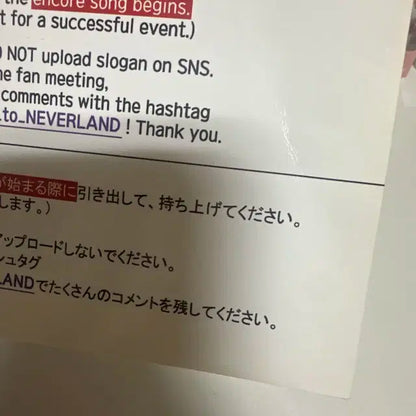 the encore song begins.
t for a successful event.)
NOT upload slogan on SNS.
fan meeting,
comments with the hashtag
to_NEVERLAND ! Thank you.
が始まる際に引き出して、持ち上げてください。
します。)
アップロードしないでください。
シュタグ
LANDでたくさんのコメントを残してください。